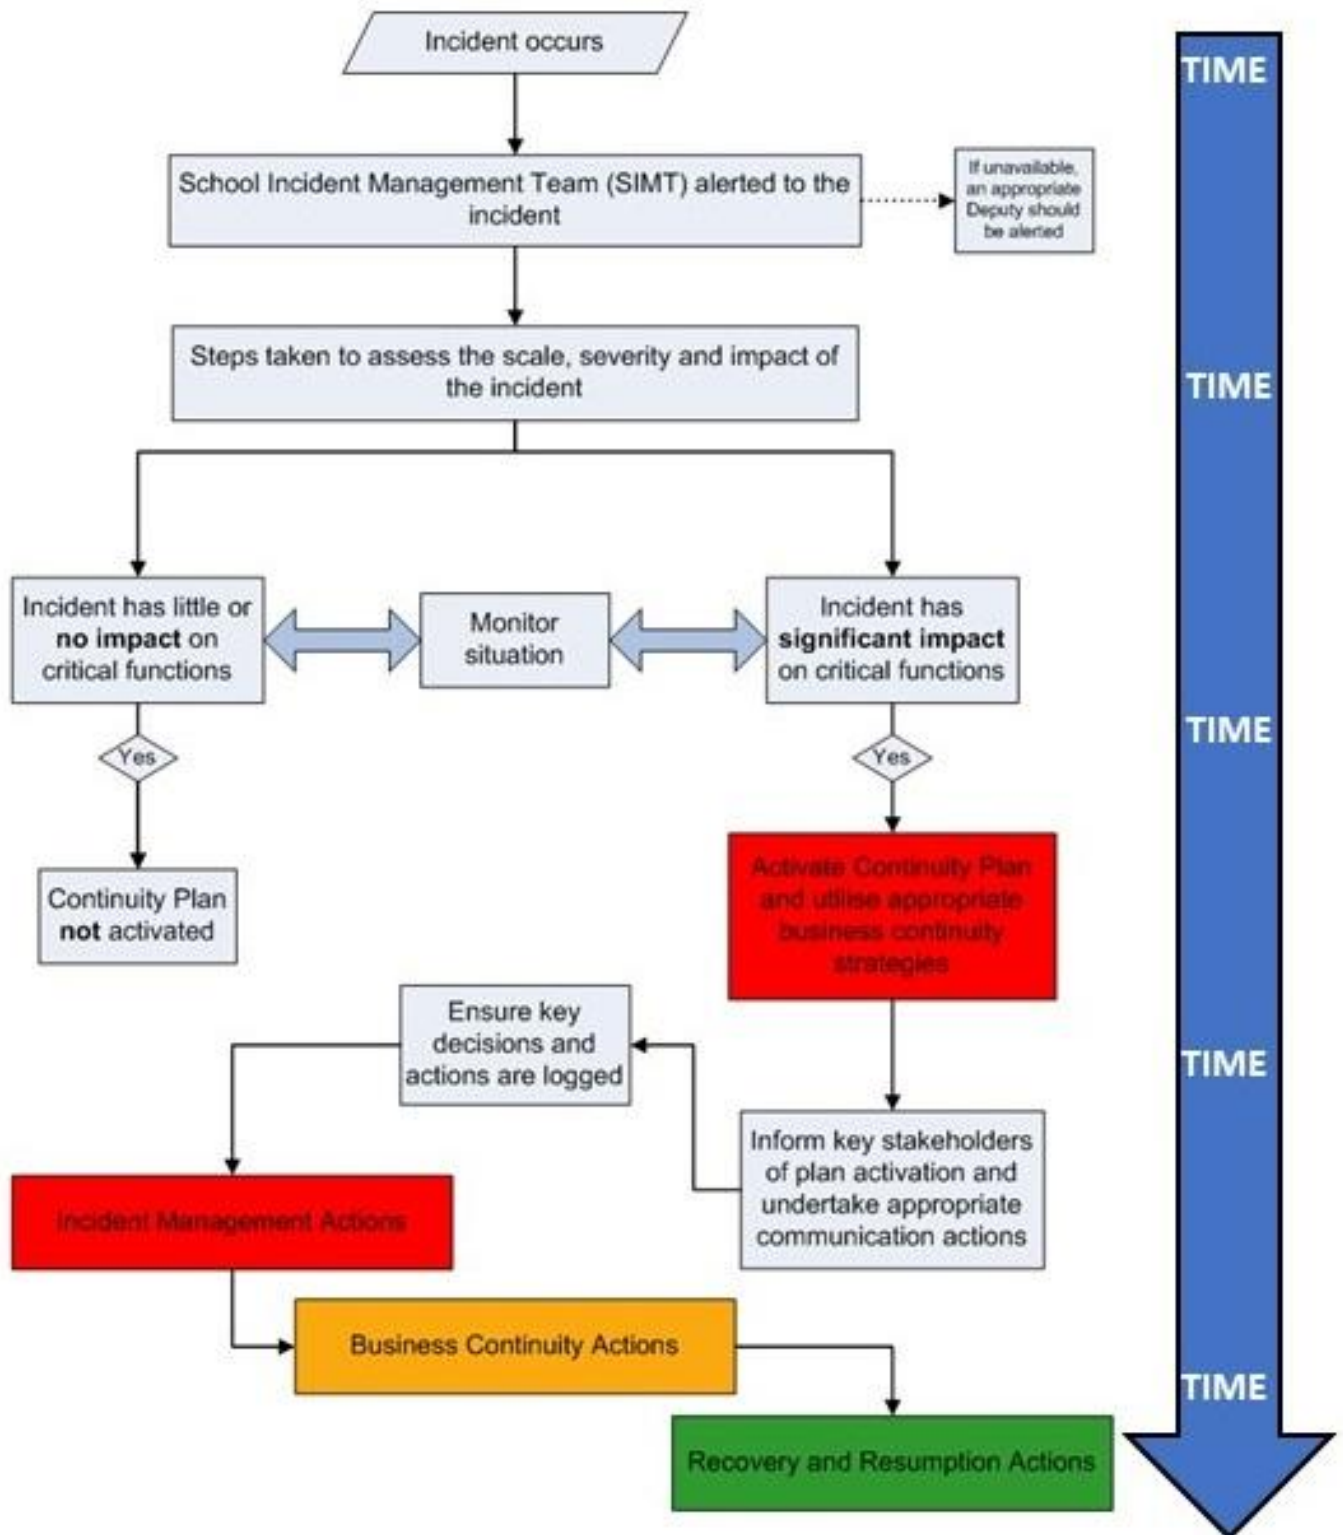 Incident occurs
TIME
School Incident Management Team (SIMT) alerted to the
incident
If unavailable,
an appropriate
Deputy should
be alerted
Steps taken to assess the scale, severity and impact of
the incident
TIME
Incident has little or
no impact on
critical functions
Monitor
situation
Incident has
significant impact
on critical functions
TIME
Yes
Yes
Continuity Plan
not activated
Activate Continuity Plan
and utilise appropriate
business continuity
strategies
Ensure key
decisions and
actions are logged
TIME
Inform key stakeholders
of plan activation and
undertake appropriate
communication actions
Incident Management Actions
Business Continuity Actions
TIME
Recovery and Resumption Actions